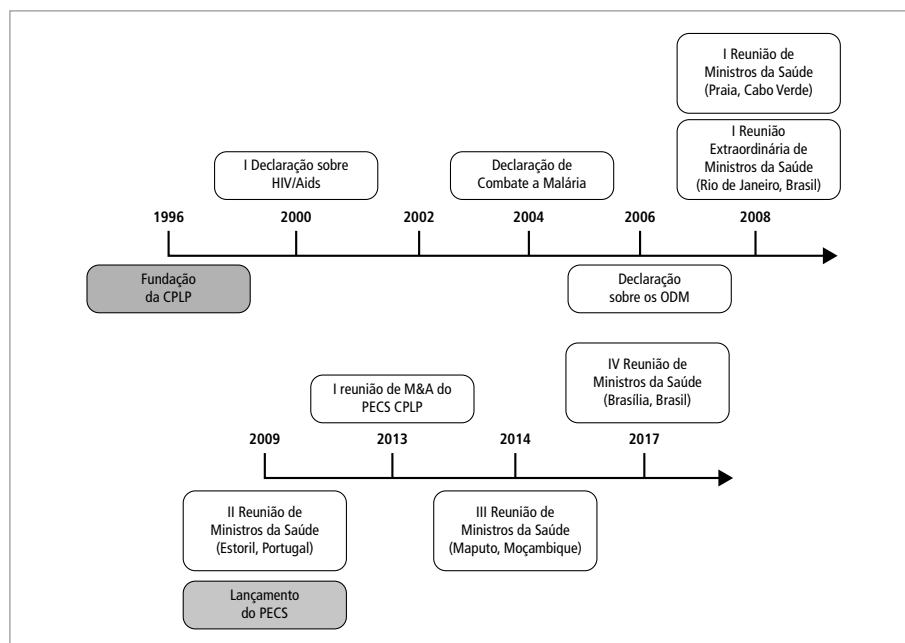 I Reunião de
Ministros da Saúde
(Praia, Cabo Verde)
I Reunião
Extraordinária de
Ministros da Saúde
(Rio de Janeiro, Brasil)
I Declaração sobre
HIV/Aids
Declaração de
Combate a Malária
1996
2000
2002
2004
2006
2008
Fundação
da CPLP
Declaração
sobre os ODM
IV Reunião de
Ministros da Saúde
(Brasília, Brasil)
I reunião de M&A do
PECS CPLP
2009
2013
2014
2017
II Reunião de
Ministros da Saúde
(Estoril, Portugal)
III Reunião de
Ministros da Saúde
(Maputo, Moçambique)
Lançamento
do PECS